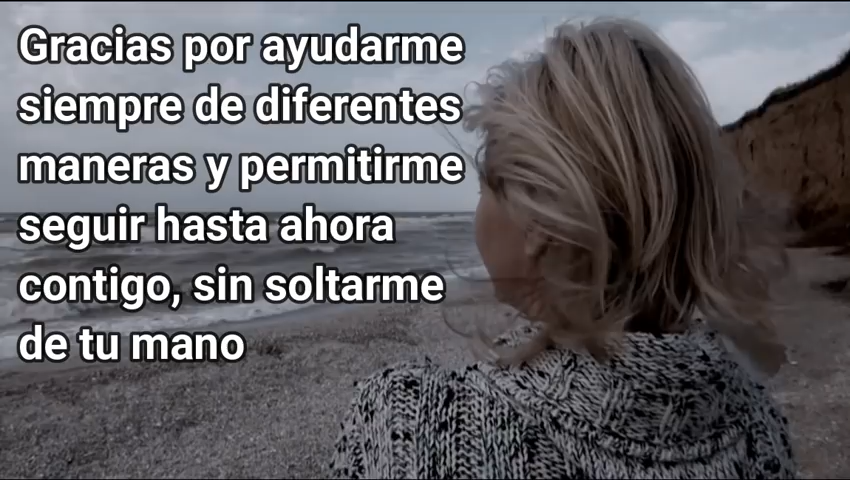 Gracias por ayudarme
siempre de diferentes
maneras y permitirme
seguir hasta ahora
contigo, sin soltarme
de tu mano